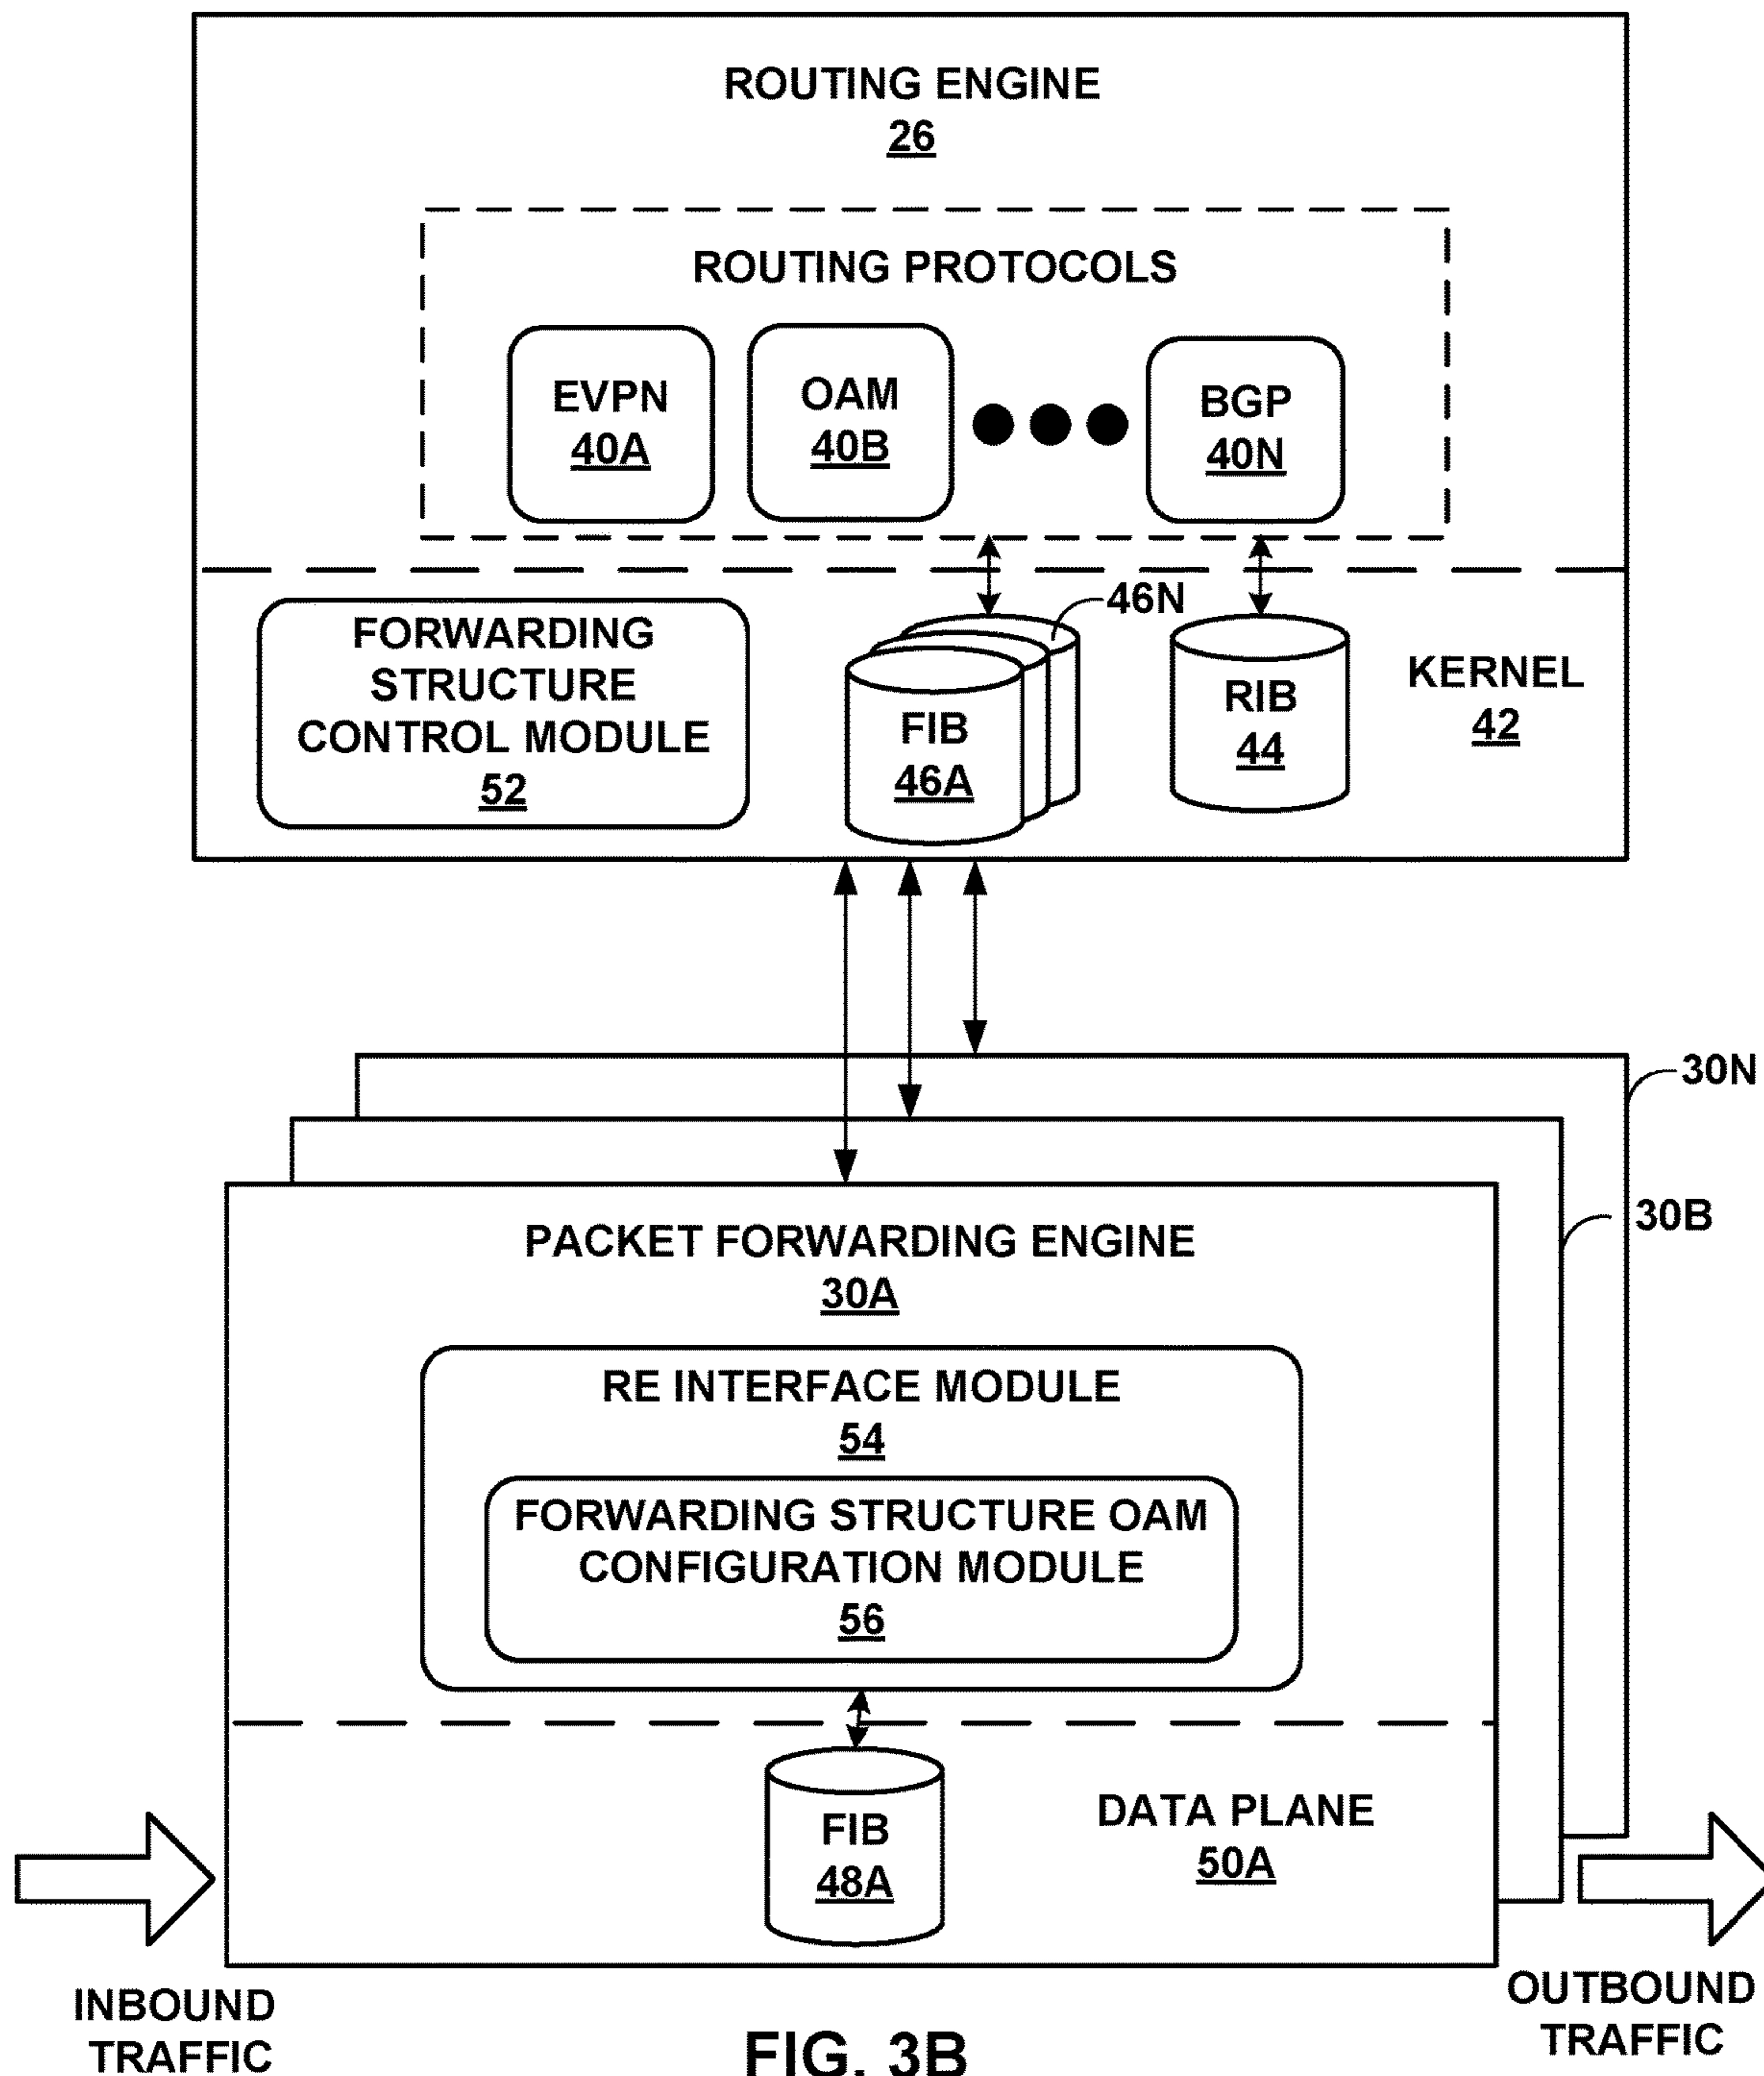 ROUTING ENGINE
26
ROUTING PROTOCOLS
EVPN
40A
OAM
40B
BGP
40N
FORWARDING
STRUCTURE
CONTROL MODULE
52
46N
FIB
46A
RIB
44
KERNEL
42
30N
30B
PACKET FORWARDING ENGINE
30A
RE INTERFACE MODULE
54
FORWARDING STRUCTURE OAM
CONFIGURATION MODULE
56
FIB
48A
DATA PLANE
50A
INBOUND
TRAFFIC
OUTBOUND
TRAFFIC
FIG. 3B